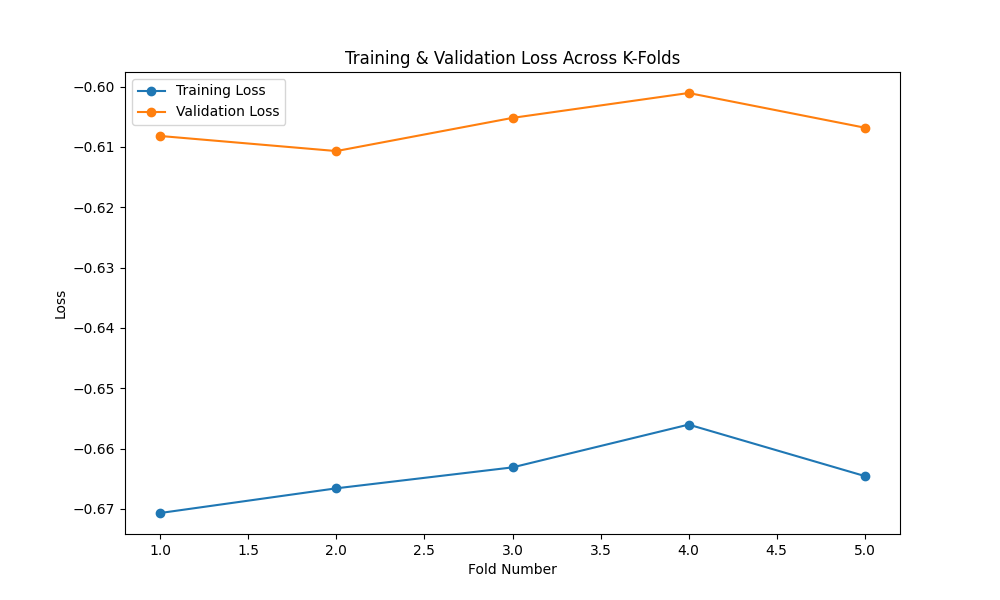 Training & Validation Loss Across K-Folds
Training Loss
Validation Loss
−0.60
−0.61
−0.62
−0.63
−0.64
−0.65
−0.66
−0.67
Loss
1.0 1.5 2.0 2.5 3.0 3.5 4.0 4.5 5.0
Fold Number